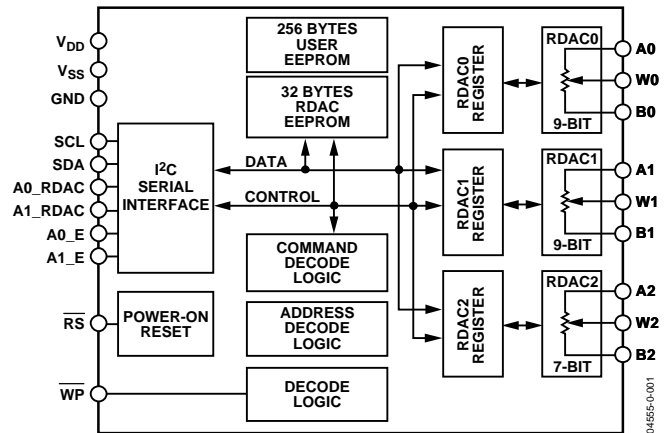 V_DD
V_SS
GND
SCL
SDA
A0_RDAC
A1_RDAC
A0_E
A1_E
RS
WP
I²C
SERIAL
INTERFACE
POWER-ON
RESET
256 BYTES
USER
EEPROM
32 BYTES
RDAC
EEPROM
DATA
CONTROL
COMMAND
DECODE
LOGIC
ADDRESS
DECODE
LOGIC
DECODE
LOGIC
RDAC0
REGISTER
RDAC1
REGISTER
RDAC2
REGISTER
RDAC0
9-BIT
RDAC1
9-BIT
RDAC2
7-BIT
A0
W0
B0
A1
W1
B1
A2
W2
B2
04555-0-001